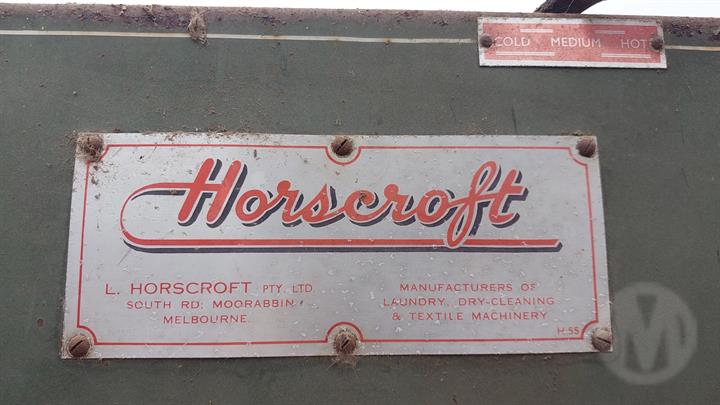 COLD MEDIUM HOT
Horscroft
L. HORSCROFT PTY. LTD
SOUTH RD; MOORABBIN
MELBOURNE
MANUFACTURERS OF
LAUNDRY, DRY-CLEANING
& TEXTILE MACHINERY
H.55
M